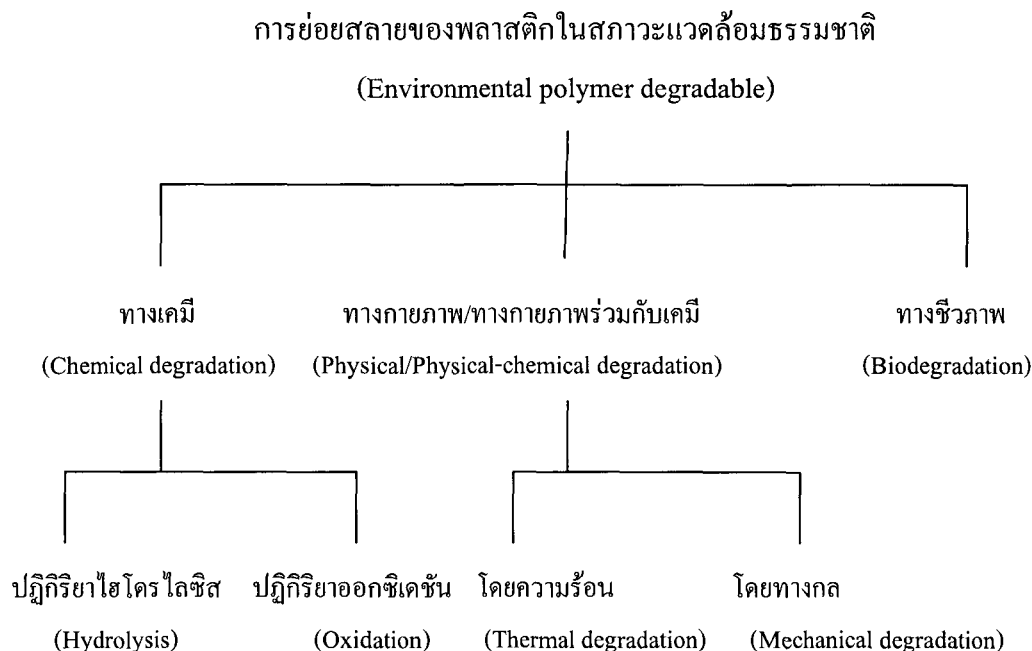 การย่อยสลายของพลาสติกในสภาวะแวดล้อมธรรมชาติ
(Environmental polymer degradable)
ทางเคมี
(Chemical degradation)
ทางกายภาพ/ทางกายภาพร่วมกับเคมี
(Physical/Physical-chemical degradation)
ทางชีวภาพ
(Biodegradation)
ปฏิกิริยาไฮโดรไลซิส
(Hydrolysis)
ปฏิกิริยาออกซิเดชัน
(Oxidation)
โดยความร้อน
(Thermal degradation)
โดยทางกล
(Mechanical degradation)